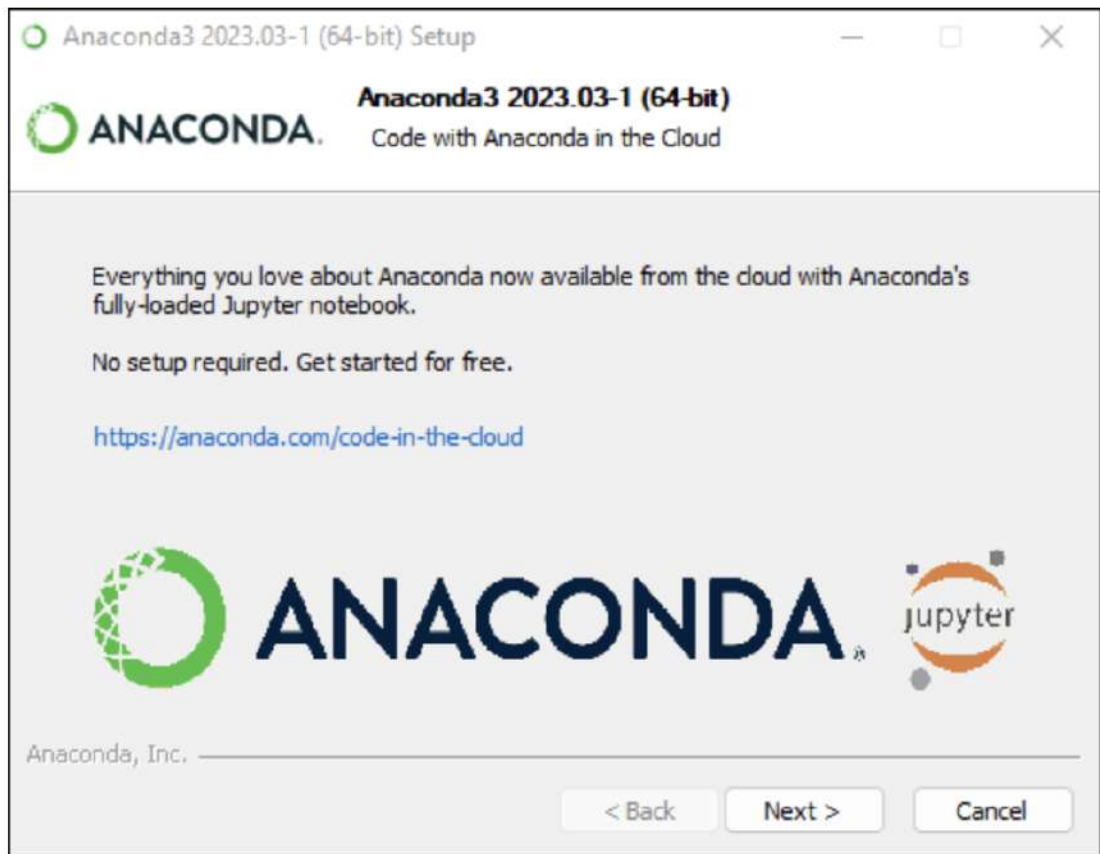 Anaconda3 2023.03-1 (64-bit) Setup
ANACONDA.
Anaconda3 2023.03-1 (64-bit)
Code with Anaconda in the Cloud
Everything you love about Anaconda now available from the cloud with Anaconda's
fully-loaded Jupyter notebook.
No setup required. Get started for free.
https://anaconda.com/code-in-the-cloud
ANACONDA.®
jupyter
Anaconda, Inc.
< Back
Next >
Cancel